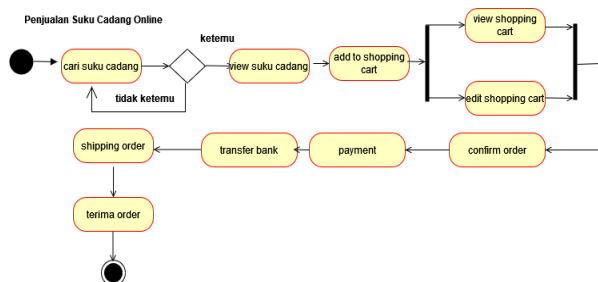 Penjualan Suku Cadang Online
ketemu
cari suku cadang
view suku cadang
add to shopping
cart
view shopping
cart
edit shopping cart
tidak ketemu
shipping order
transfer bank
payment
confirm order
terima order